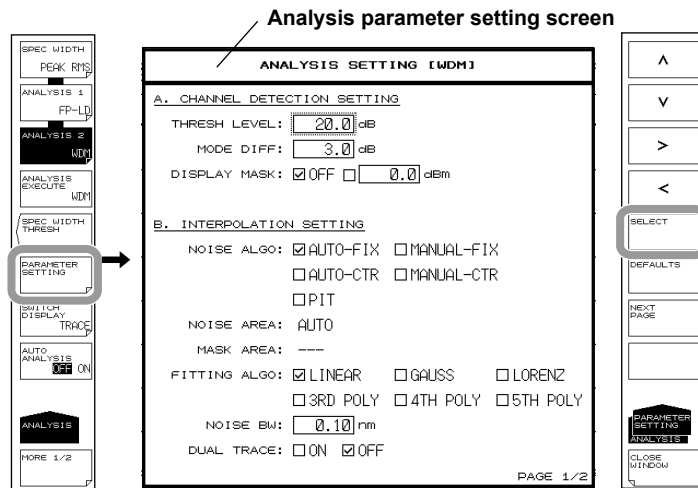 Analysis parameter setting screen
SPEC WIDTH
PEAK RMS
ANALYSIS 1
FP-LD
ANALYSIS 2
WDM
ANALYSIS
EXECUTE
WDM
SPEC WIDTH
THRESH
PARAMETER
SETTING
SWITCH
DISPLAY
TRACE
AUTO
ANALYSIS
OFF ON
ANALYSIS
MORE 1/2
ANALYSIS SETTING [WDM]
A. CHANNEL DETECTION SETTING
THRESH LEVEL: 20.0 dB
MODE DIFF: 3.0 dB
DISPLAY MASK: ☑OFF ☐ 0.0 dBm
B. INTERPOLATION SETTING
NOISE ALGO: ☑AUTO-FIX ☐MANUAL-FIX
☐AUTO-CTR ☐MANUAL-CTR
☐PIT
NOISE AREA: AUTO
MASK AREA: ---
FITTING ALGO: ☑LINEAR ☐GAUSS ☐LORENZ
☐3RD POLY ☐4TH POLY ☐5TH POLY
NOISE BW: 0.10 nm
DUAL TRACE: ☐ON ☑OFF
PAGE 1/2
SELECT
DEFAULTS
NEXT
PAGE
PARAMETER
SETTING
ANALYSIS
CLOSE
WINDOW